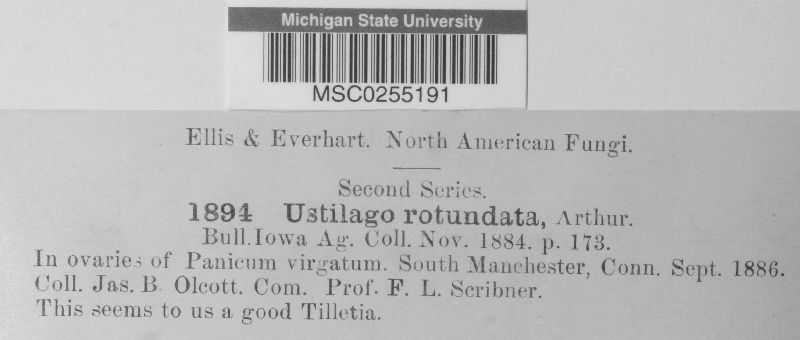 Michigan State University
MSC0255191
Ellis & Everhart. North American Fungi.
Second Series.
1894 Ustilago rotundata, Arthur.
Bull.Iowa Ag. Coll. Nov. 1884. p. 173.
In ovaries of Panicum virgatum. South Manchester, Conn. Sept. 1886.
Coll. Jas. B. Olcott. Com. Prof. F. L. Scribner.
This seems to us a good Tilletia.